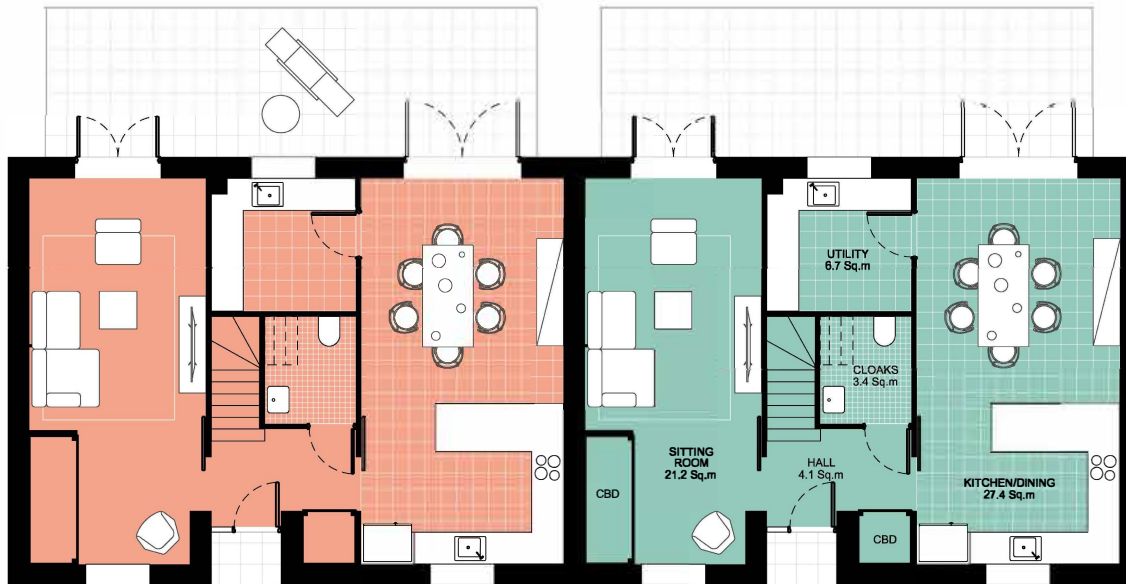 UTILITY
6.7 Sq.m
CLOAKS
3.4 Sq.m
SITTING
ROOM
21.2 Sq.m
HALL
4.1 Sq.m
KITCHEN/DINING
27.4 Sq.m
CBD
CBD